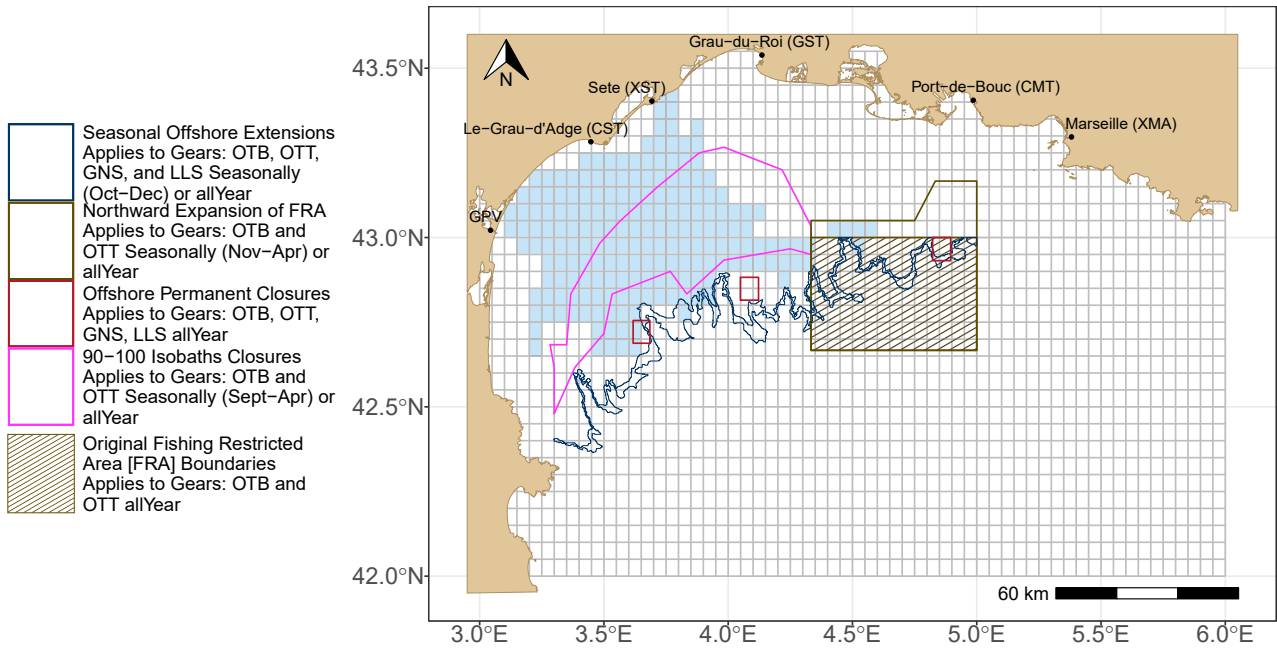 Seasonal Offshore Extensions
Applies to Gears: OTB, OTT,
GNS, and LLS Seasonally
(Oct−Dec) or allYear
Northward Expansion of FRA
Applies to Gears: OTB and
OTT Seasonally (Nov−Apr) or
allYear
Offshore Permanent Closures
Applies to Gears: OTB, OTT,
GNS, LLS allYear
90−100 Isobaths Closures
Applies to Gears: OTB and
OTT Seasonally (Sept−Apr) or
allYear
Original Fishing Restricted
Area [FRA] Boundaries
Applies to Gears: OTB and
OTT allYear
43.5°N
43.0°N
42.5°N
42.0°N
N
Grau−du−Roi (GST)
Sete (XST)
Port−de−Bouc (CMT)
Le−Grau−d'Adge (CST)
Marseille (XMA)
GPV
60 km
3.0°E
3.5°E
4.0°E
4.5°E
5.0°E
5.5°E
6.0°E